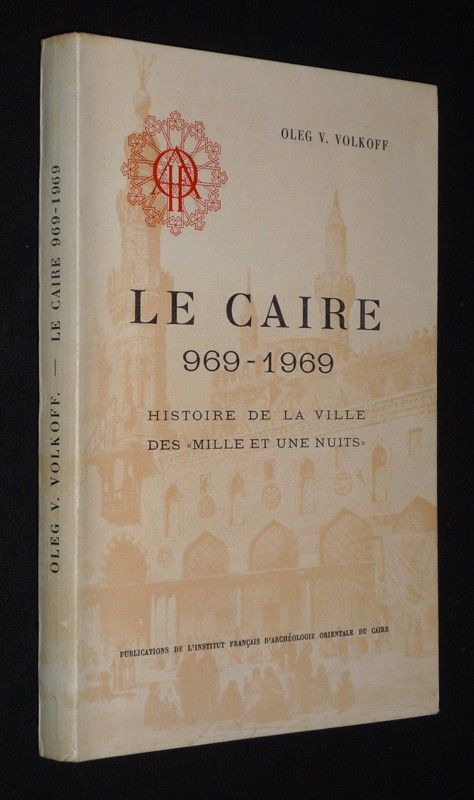 OLEG V. VOLKOFF. — LE CAIRE 969-1969
OLEG V. VOLKOFF
LE CAIRE
969-1969
HISTOIRE DE LA VILLE
DES «MILLE ET UNE NUITS»
PUBLICATIONS DE L'INSTITUT FRANÇAIS D'ARCHÉOLOGIE ORIENTALE DU CAIRE